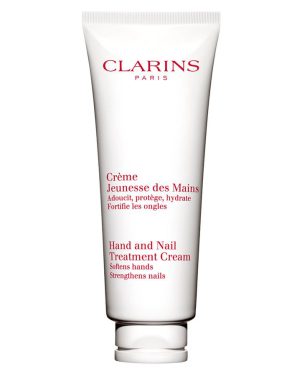 CLARINS
PARIS
Crème
Jeunesse des Mains
Adoucit, protège, hydrate
Fortifie les ongles
Hand and Nail
Treatment Cream
Softens hands
Strengthens nails